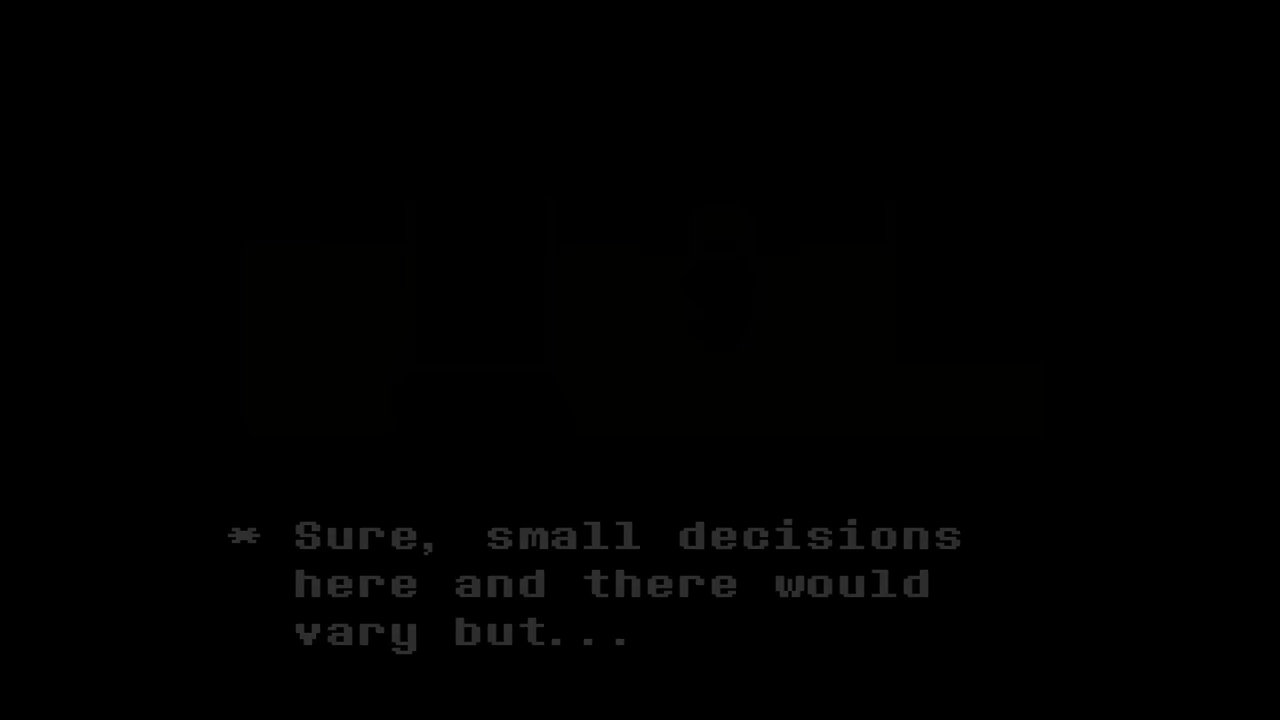 * Sure, small decisions
here and there would
vary but...